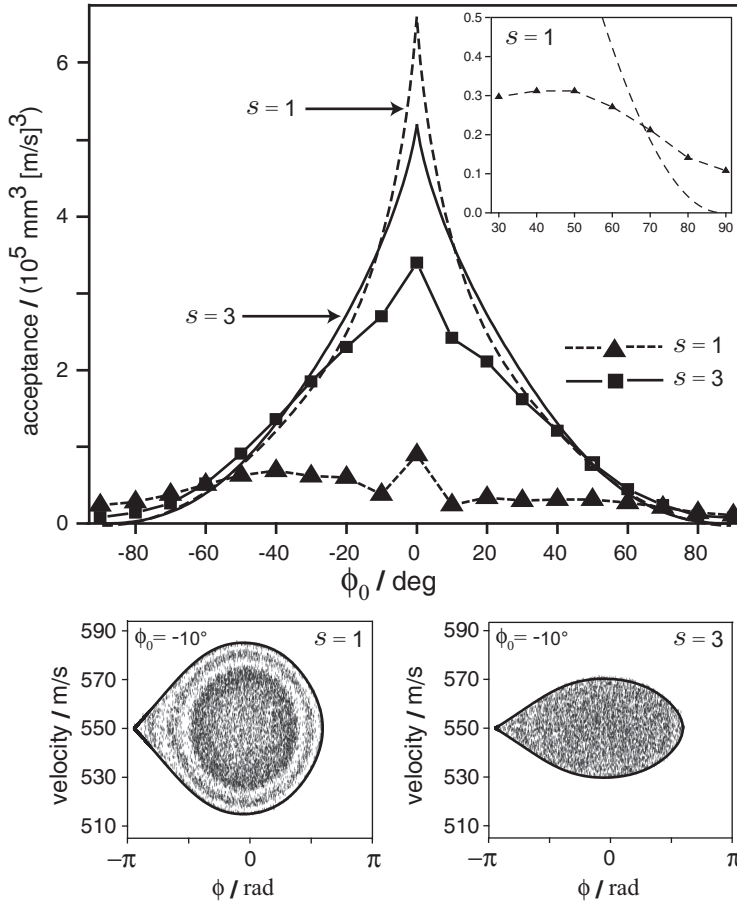 acceptance / (10⁵ mm³ [m/s]³
6
4
2
0
s = 1
s = 3
s = 1
0.5
0.4
0.3
0.2
0.1
0.0
30 40 50 60 70 80 90
s = 1
s = 3
-80 -60 -40 -20 0 20 40 60 80
ϕ₀ / deg
velocity / m/s
590
570
550
530
510
ϕ₀= -10° s = 1
−π 0 π
ϕ / rad
velocity / m/s
590
570
550
530
510
ϕ₀= -10° s = 3
−π 0 π
ϕ / rad